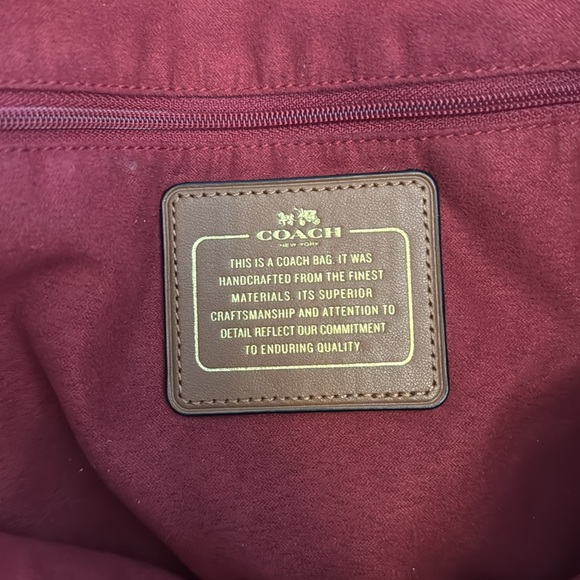 COACH
NEW YORK
THIS IS A COACH BAG. IT WAS
HANDCRAFTED FROM THE FINEST
MATERIALS. ITS SUPERIOR
CRAFTSMANSHIP AND ATTENTION TO
DETAIL REFLECT OUR COMMITMENT
TO ENDURING QUALITY.